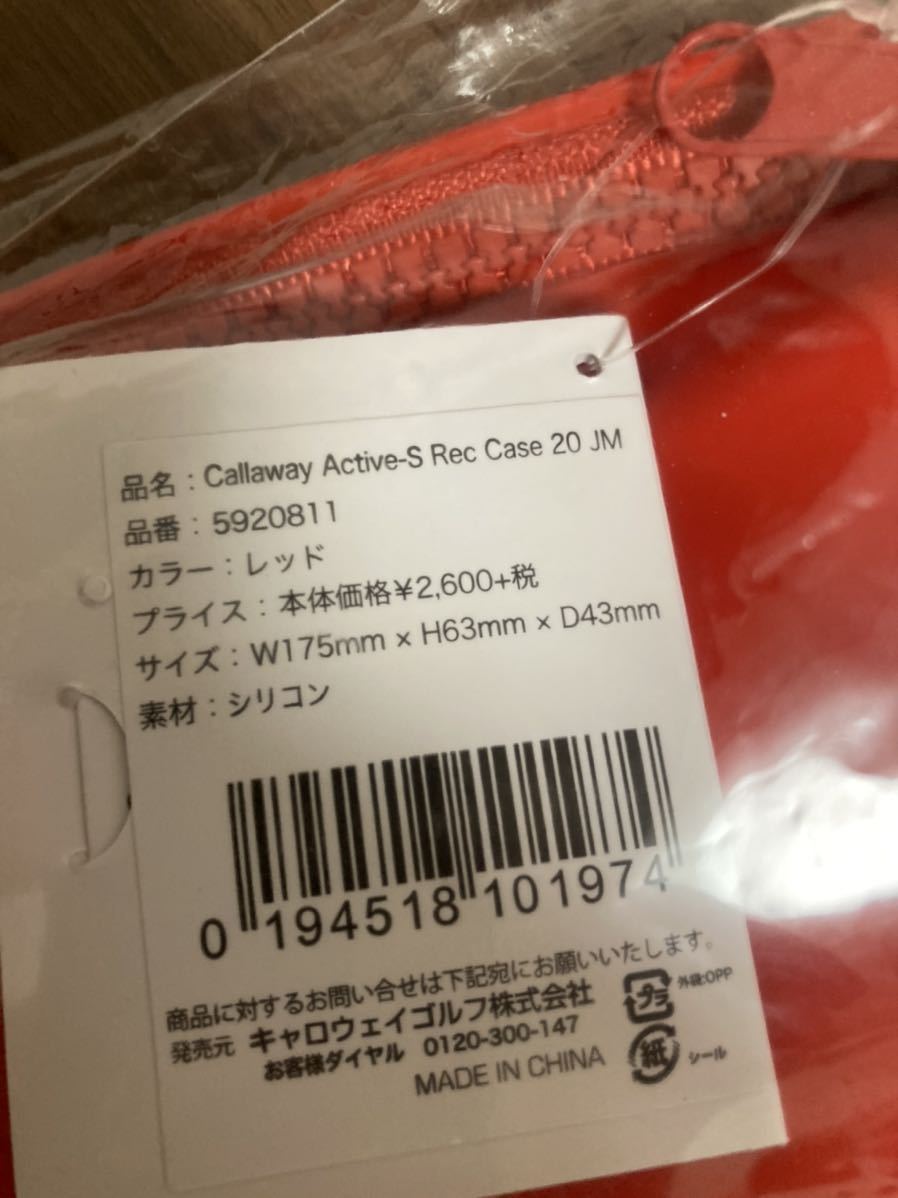 品名：Callaway Active-S Rec Case 20 JM
品番：5920811
カラー：レッド
プライス：本体価格¥2,600+税
サイズ：W175mm × H63mm × D43mm
素材：シリコン
0 194518 101974
商品に対するお問い合せは下記宛にお願いいたします。
発売元 キャロウェイゴルフ株式会社
お客様ダイヤル 0120-300-147
MADE IN CHINA
プラ 外袋:OPP
紙 シール